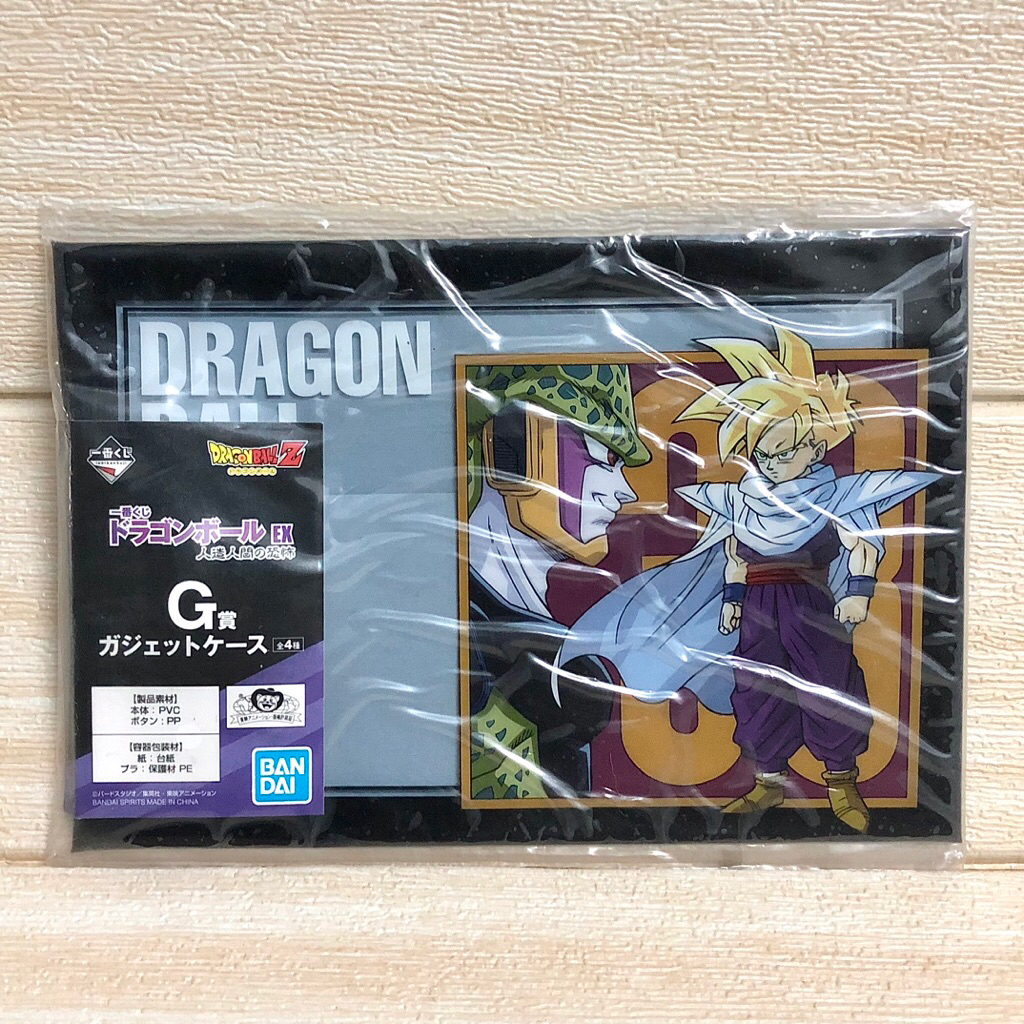 DRAGON
BALL
一番くじ
DRAGONBALL Z
一番くじ
ドラゴンボール EX
人造人間の恐怖
G賞
ガジェットケース 全4種
【製品素材】
本体：PVC
ボタン：PP
【容器包装材】
紙：台紙
プラ：保護材 PE
BAN
DAI
©バードスタジオ／集英社・東映アニメーション
BANDAI SPIRITS MADE IN CHINA